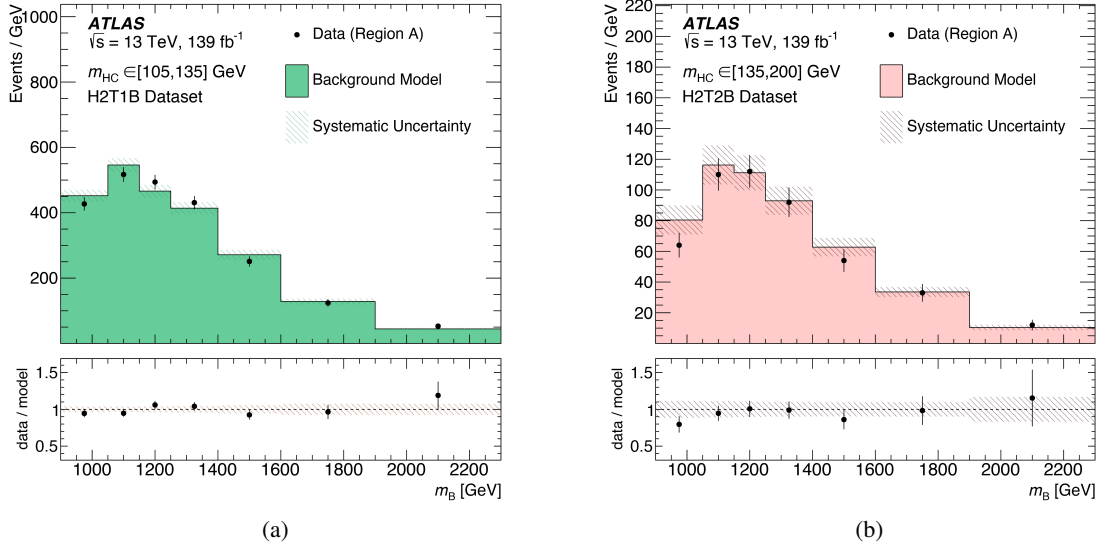 Events / GeV
1000
800
600
400
200
ATLAS
√s = 13 TeV, 139 fb⁻¹
m_HC ∈[105,135] GeV
H2T1B Dataset
Data (Region A)
Background Model
Systematic Uncertainty
data / model
1.5
1
0.5
1000 1200 1400 1600 1800 2000 2200
m_B [GeV]
(a)
Events / GeV
220
200
180
160
140
120
100
80
60
40
20
ATLAS
√s = 13 TeV, 139 fb⁻¹
m_HC ∈[135,200] GeV
H2T2B Dataset
Data (Region A)
Background Model
Systematic Uncertainty
data / model
1.5
1
0.5
1000 1200 1400 1600 1800 2000 2200
m_B [GeV]
(b)